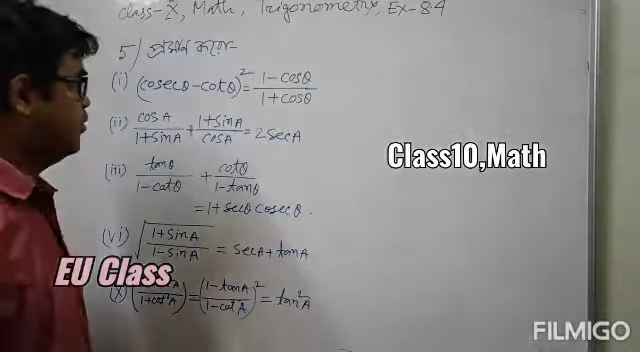 class-X, Math, Trigonometry, Ex-8.4
5) প্রমাণ করো-
(i) (cosecθ-cotθ)² = (1-cosθ)/(1+cosθ)
(ii) cosA/(1+sinA) + (1+sinA)/cosA = 2secA
(iii) tanθ/(1-cotθ) + cotθ/(1-tanθ)
= 1+secθ cosecθ.
(vi) √((1+sinA)/(1-sinA)) = secA+tanA
(X) (/(1+cot²A)) = ((1-tanA)/(1-cotA))² = tan²A
Class10,Math
EU Class
FILMIGO